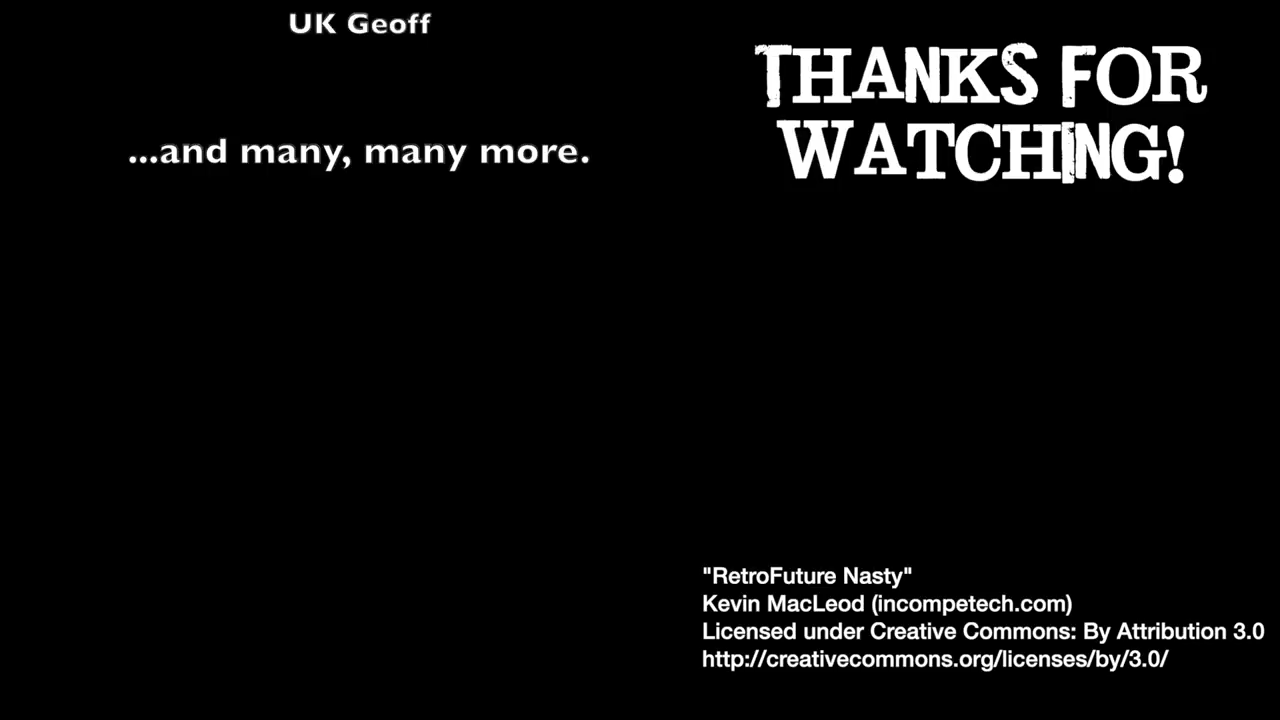 UK Geoff
...and many, many more.
THANKS FOR
WATCHING!
"RetroFuture Nasty"
Kevin MacLeod (incompetech.com)
Licensed under Creative Commons: By Attribution 3.0
http://creativecommons.org/licenses/by/3.0/